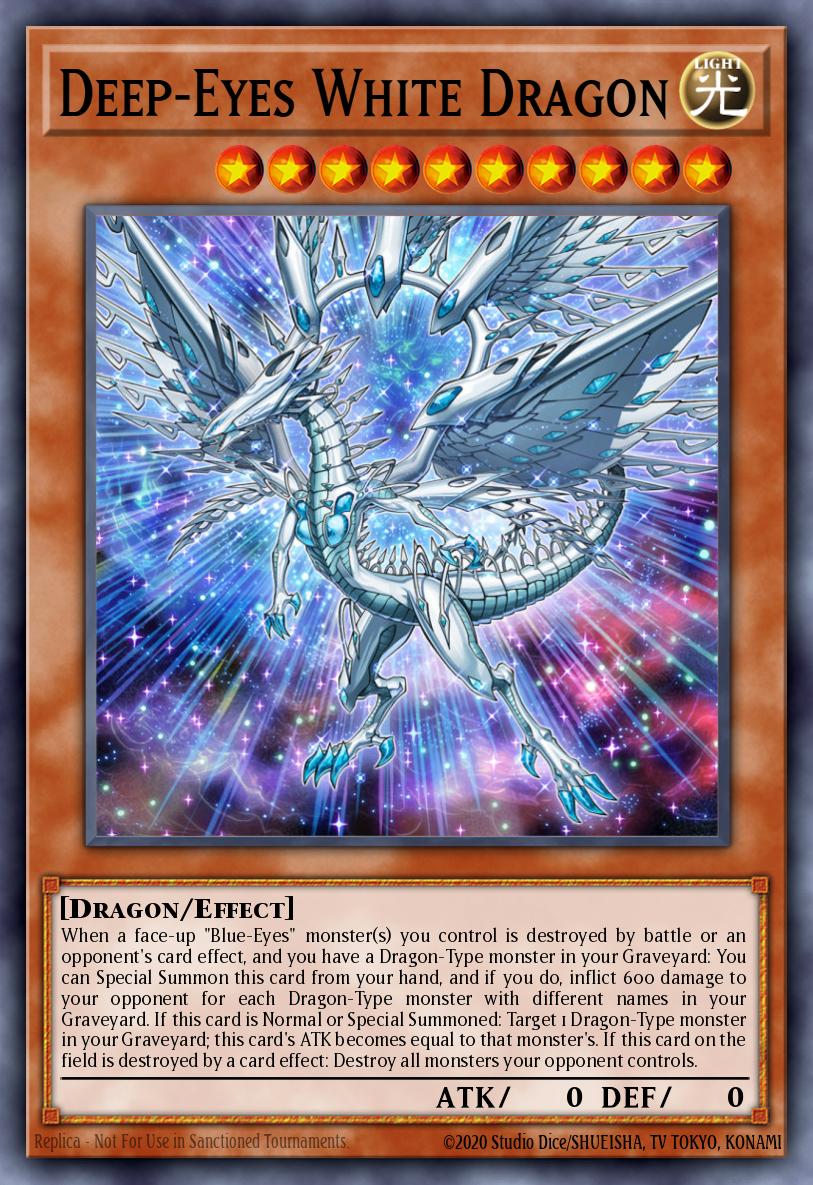 DEEP-EYES WHITE DRAGON
LIGHT
光
[DRAGON/EFFECT]
When a face-up "Blue-Eyes" monster(s) you control is destroyed by battle or an
opponent's card effect, and you have a Dragon-Type monster in your Graveyard: You
can Special Summon this card from your hand, and if you do, inflict 600 damage to
your opponent for each Dragon-Type monster with different names in your
Graveyard. If this card is Normal or Special Summoned: Target 1 Dragon-Type monster
in your Graveyard; this card's ATK becomes equal to that monster's. If this card on the
field is destroyed by a card effect: Destroy all monsters your opponent controls.
ATK/ 0 DEF/ 0
Replica - Not For Use in Sanctioned Tournaments.
©2020 Studio Dice/SHUEISHA, TV TOKYO, KONAMI